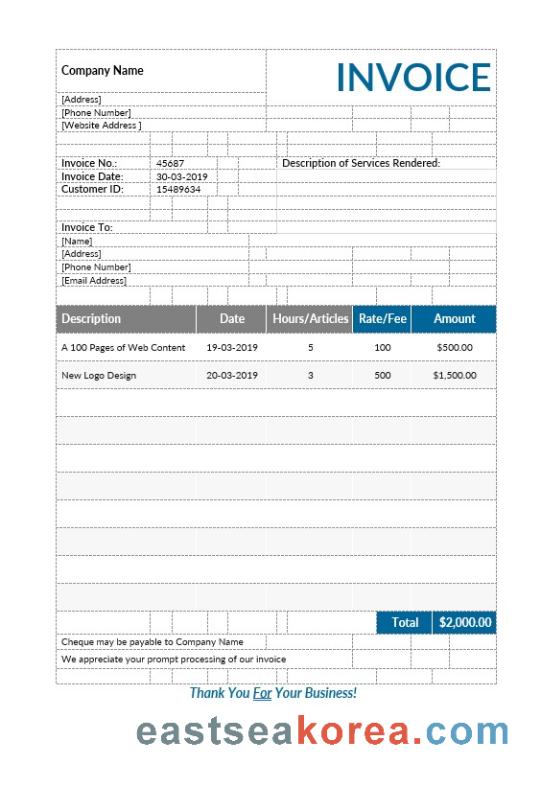 Company Name
INVOICE
[Address]
[Phone Number]
[Website Address ]
Invoice No.: 45687 Description of Services Rendered:
Invoice Date: 30-03-2019
Customer ID: 15489634
Invoice To:
[Name]
[Address]
[Phone Number]
[Email Address]
Description Date Hours/Articles Rate/Fee Amount
A 100 Pages of Web Content 19-03-2019 5 100 $500.00
New Logo Design 20-03-2019 3 500 $1,500.00
Total $2,000.00
Cheque may be payable to Company Name
We appreciate your prompt processing of our invoice
Thank You For Your Business!
eastseakorea.com